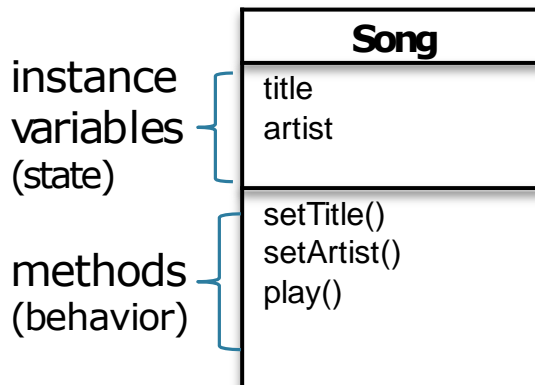 Song
instance
variables
(state)
title
artist
methods
(behavior)
setTitle()
setArtist()
play()